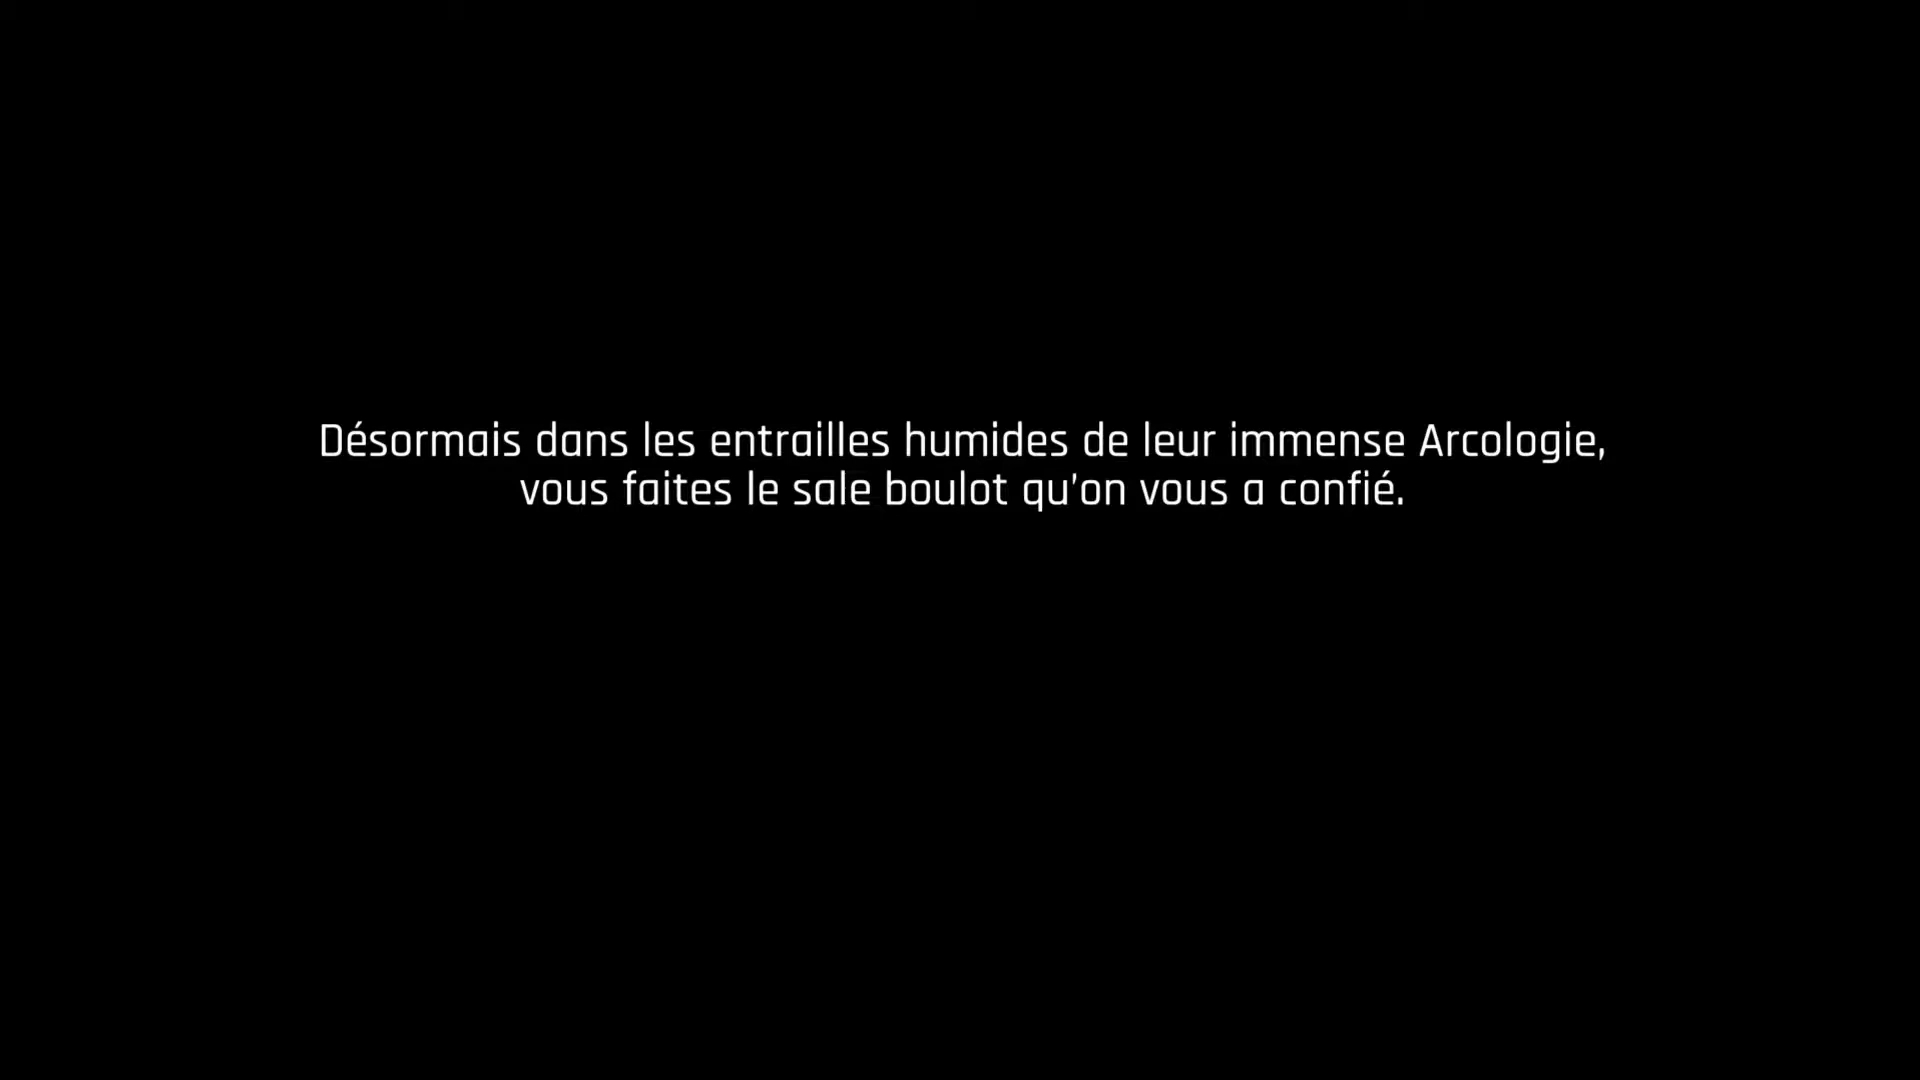 Désormais dans les entrailles humides de leur immense Arcologie,
vous faites le sale boulot qu’on vous a confié.